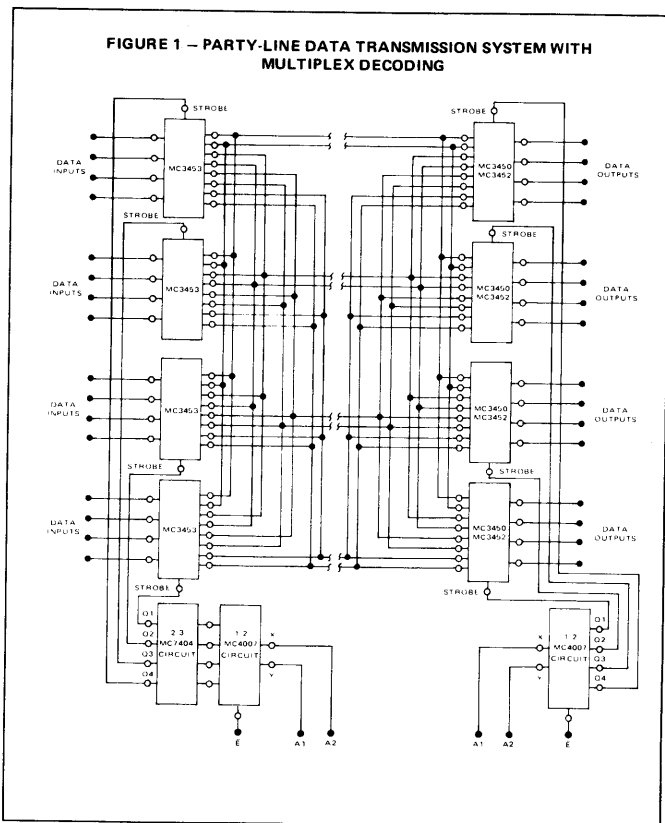 FIGURE 1 – PARTY-LINE DATA TRANSMISSION SYSTEM WITH
MULTIPLEX DECODING
STROBE
STROBE
DATA
INPUTS
MC3453
MC3450
MC3452
DATA
OUTPUTS
STROBE
STROBE
DATA
INPUTS
MC3453
MC3450
MC3452
DATA
OUTPUTS
DATA
INPUTS
MC3453
MC3450
MC3452
DATA
OUTPUTS
STROBE
STROBE
DATA
INPUTS
MC3453
MC3450
MC3452
DATA
OUTPUTS
STROBE
STROBE
Q1
Q2
Q3
Q4
2 3
MC7404
CIRCUIT
1 2
MC4007
CIRCUIT
X
Y
E
A1
A2
X
Y
1 2
MC4007
CIRCUIT
Q1
Q2
Q3
Q4
A1
A2
E